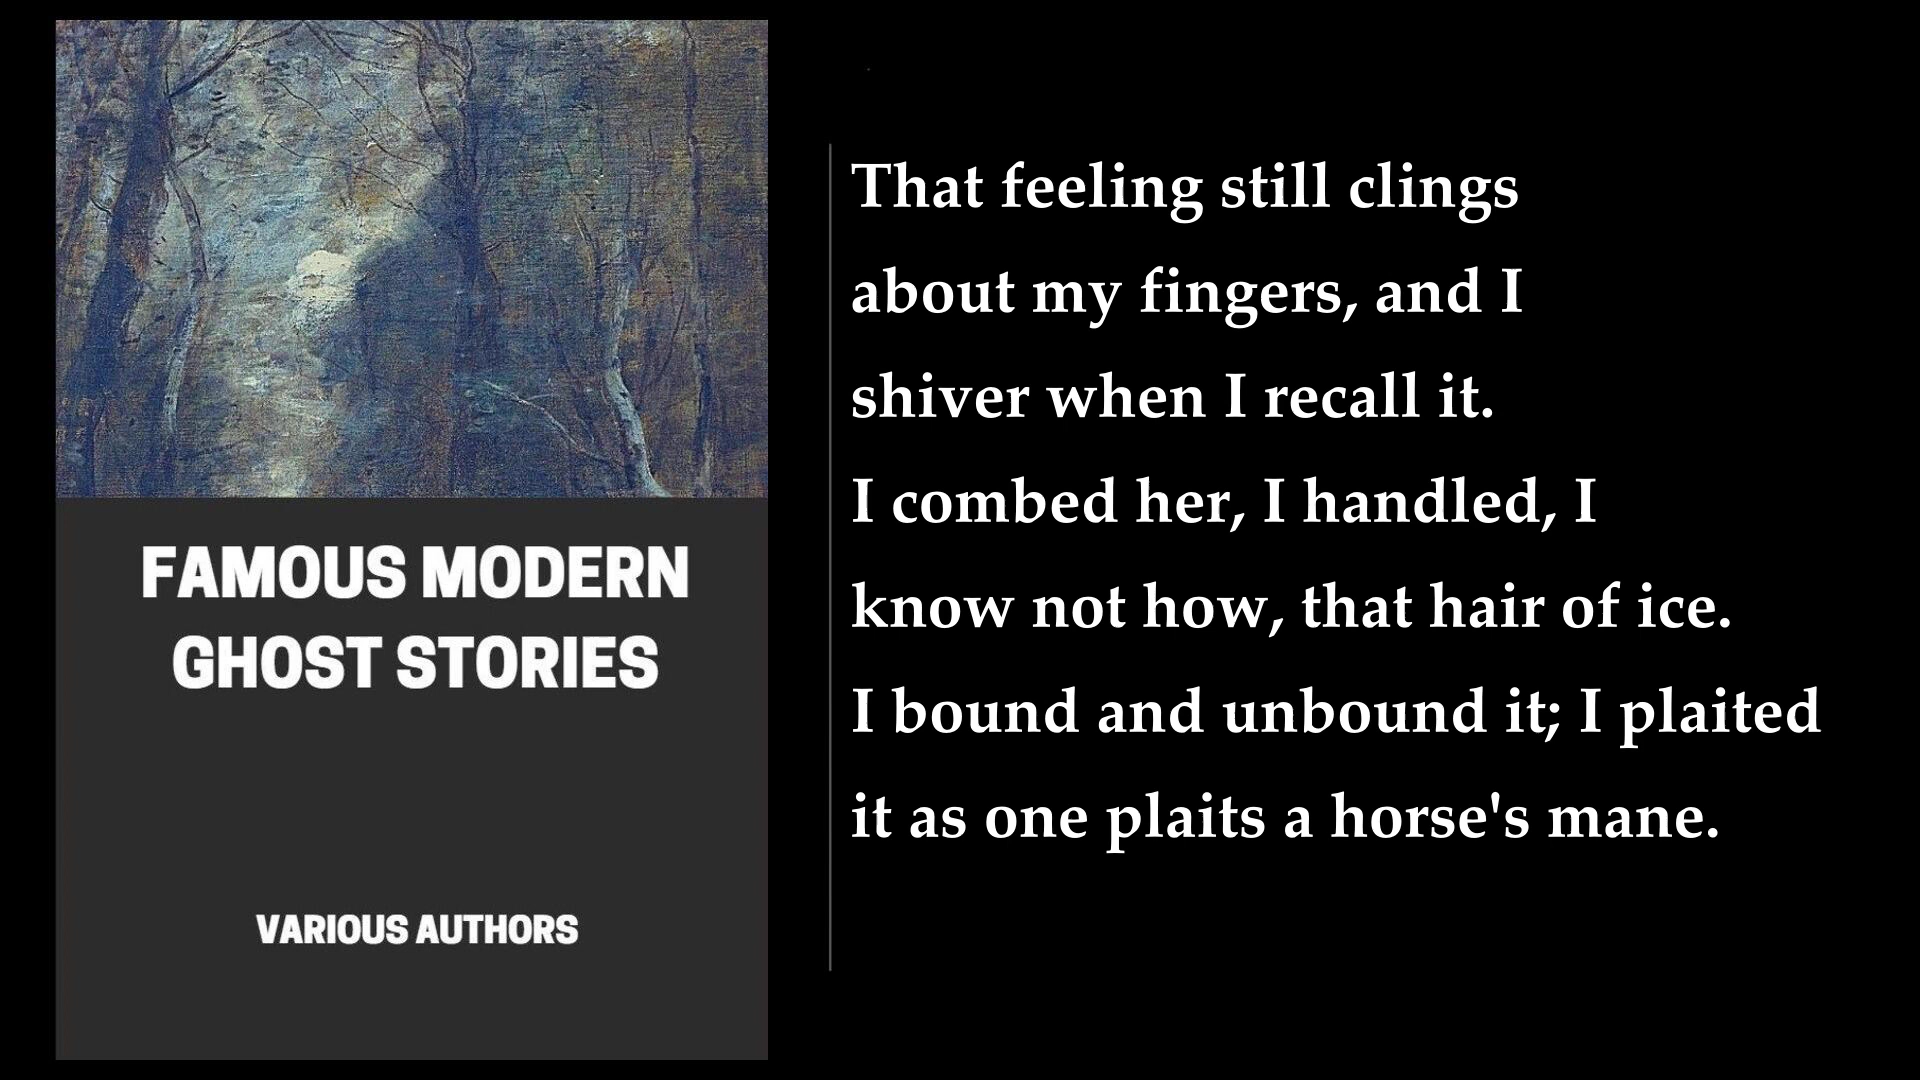 FAMOUS MODERN
GHOST STORIES
VARIOUS AUTHORS
That feeling still clings
about my fingers, and I
shiver when I recall it.
I combed her, I handled, I
know not how, that hair of ice.
I bound and unbound it; I plaited
it as one plaits a horse's mane.